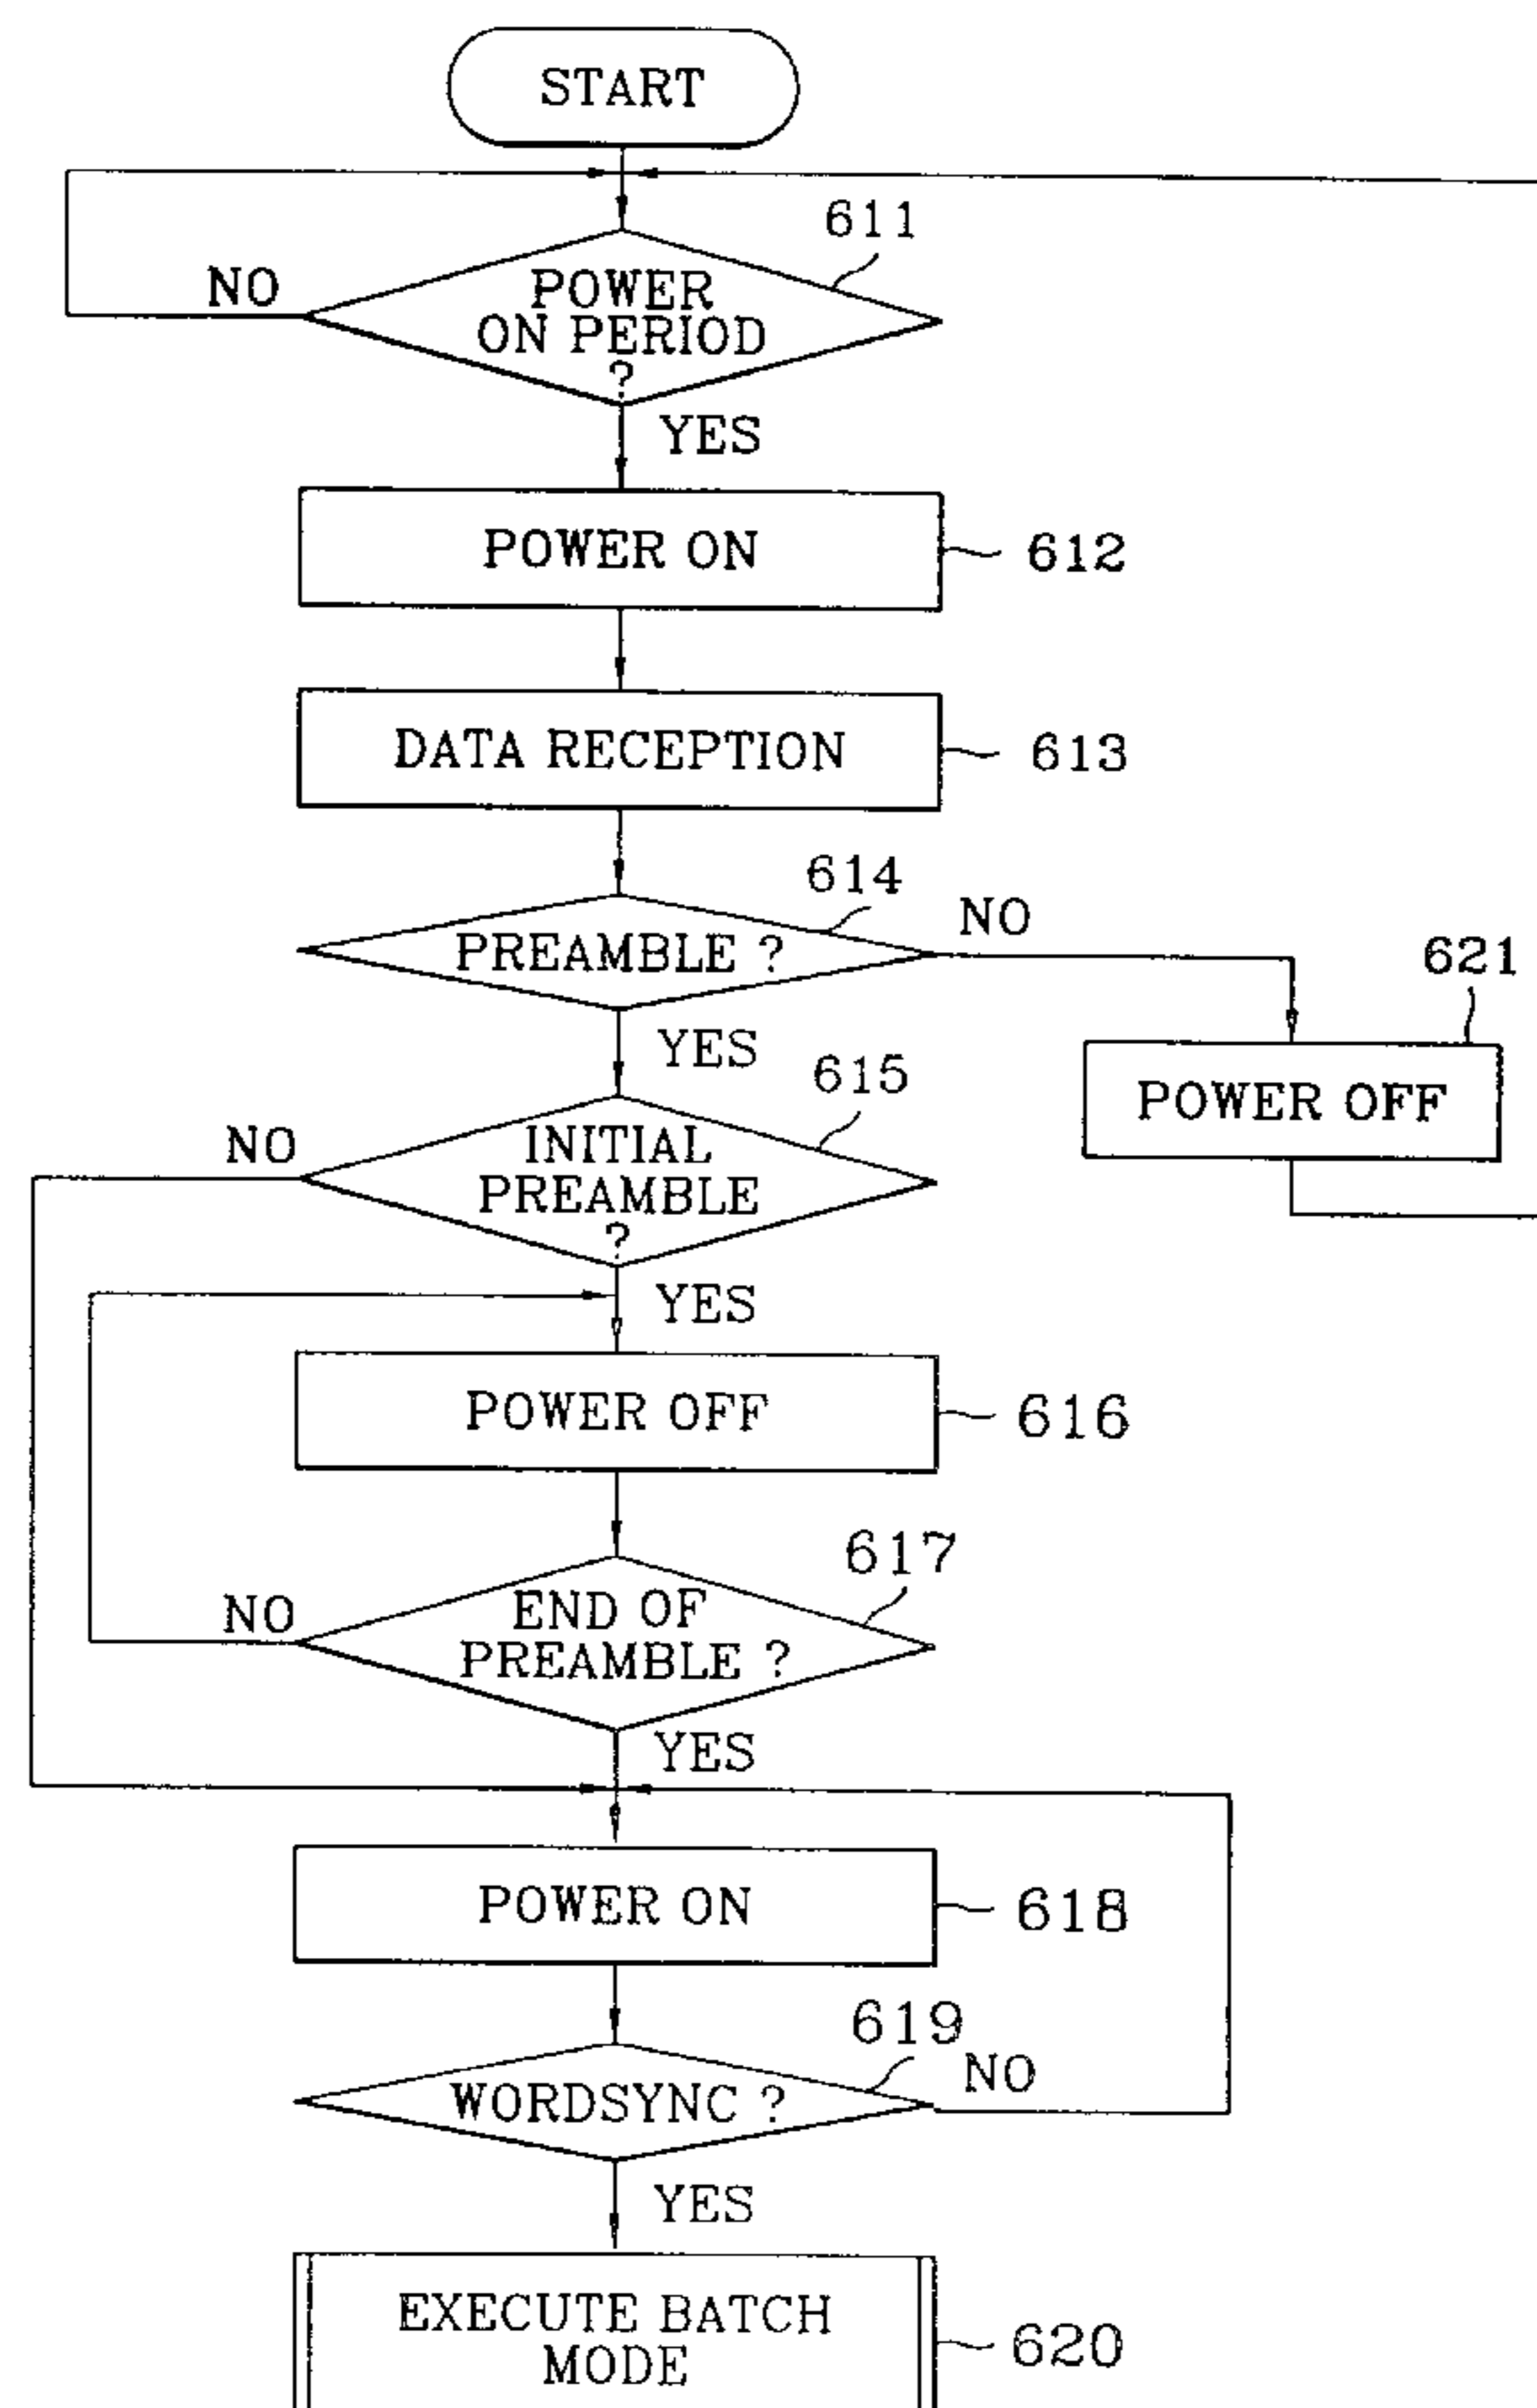 START
611
NO
POWER
ON PERIOD
?
YES
POWER ON
612
DATA RECEPTION
613
614
PREAMBLE ?
NO
621
YES
POWER OFF
615
NO
INITIAL
PREAMBLE
?
YES
POWER OFF
616
617
NO
END OF
PREAMBLE ?
YES
POWER ON
618
619
WORDSYNC ?
NO
YES
EXECUTE BATCH
MODE
620